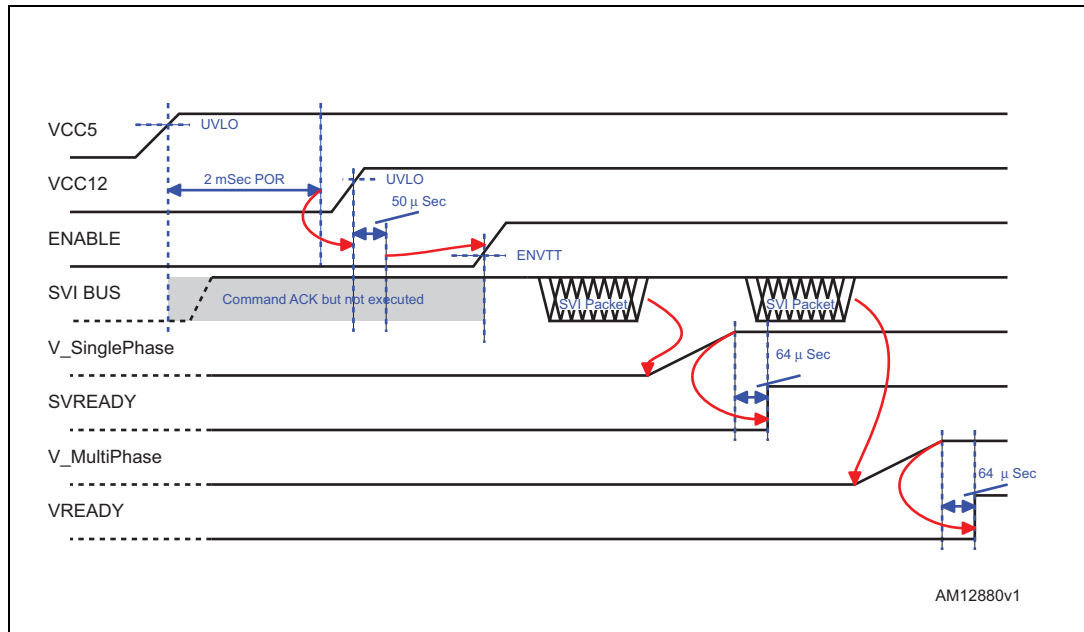 VCC5
UVLO
VCC12
2 mSec POR
UVLO
50 μ Sec
ENABLE
ENVTT
SVI BUS
Command ACK but not executed
SVI Packet
SVI Packet
V_SinglePhase
64 μ Sec
SVREADY
V_MultiPhase
64 μ Sec
VREADY
AM12880v1